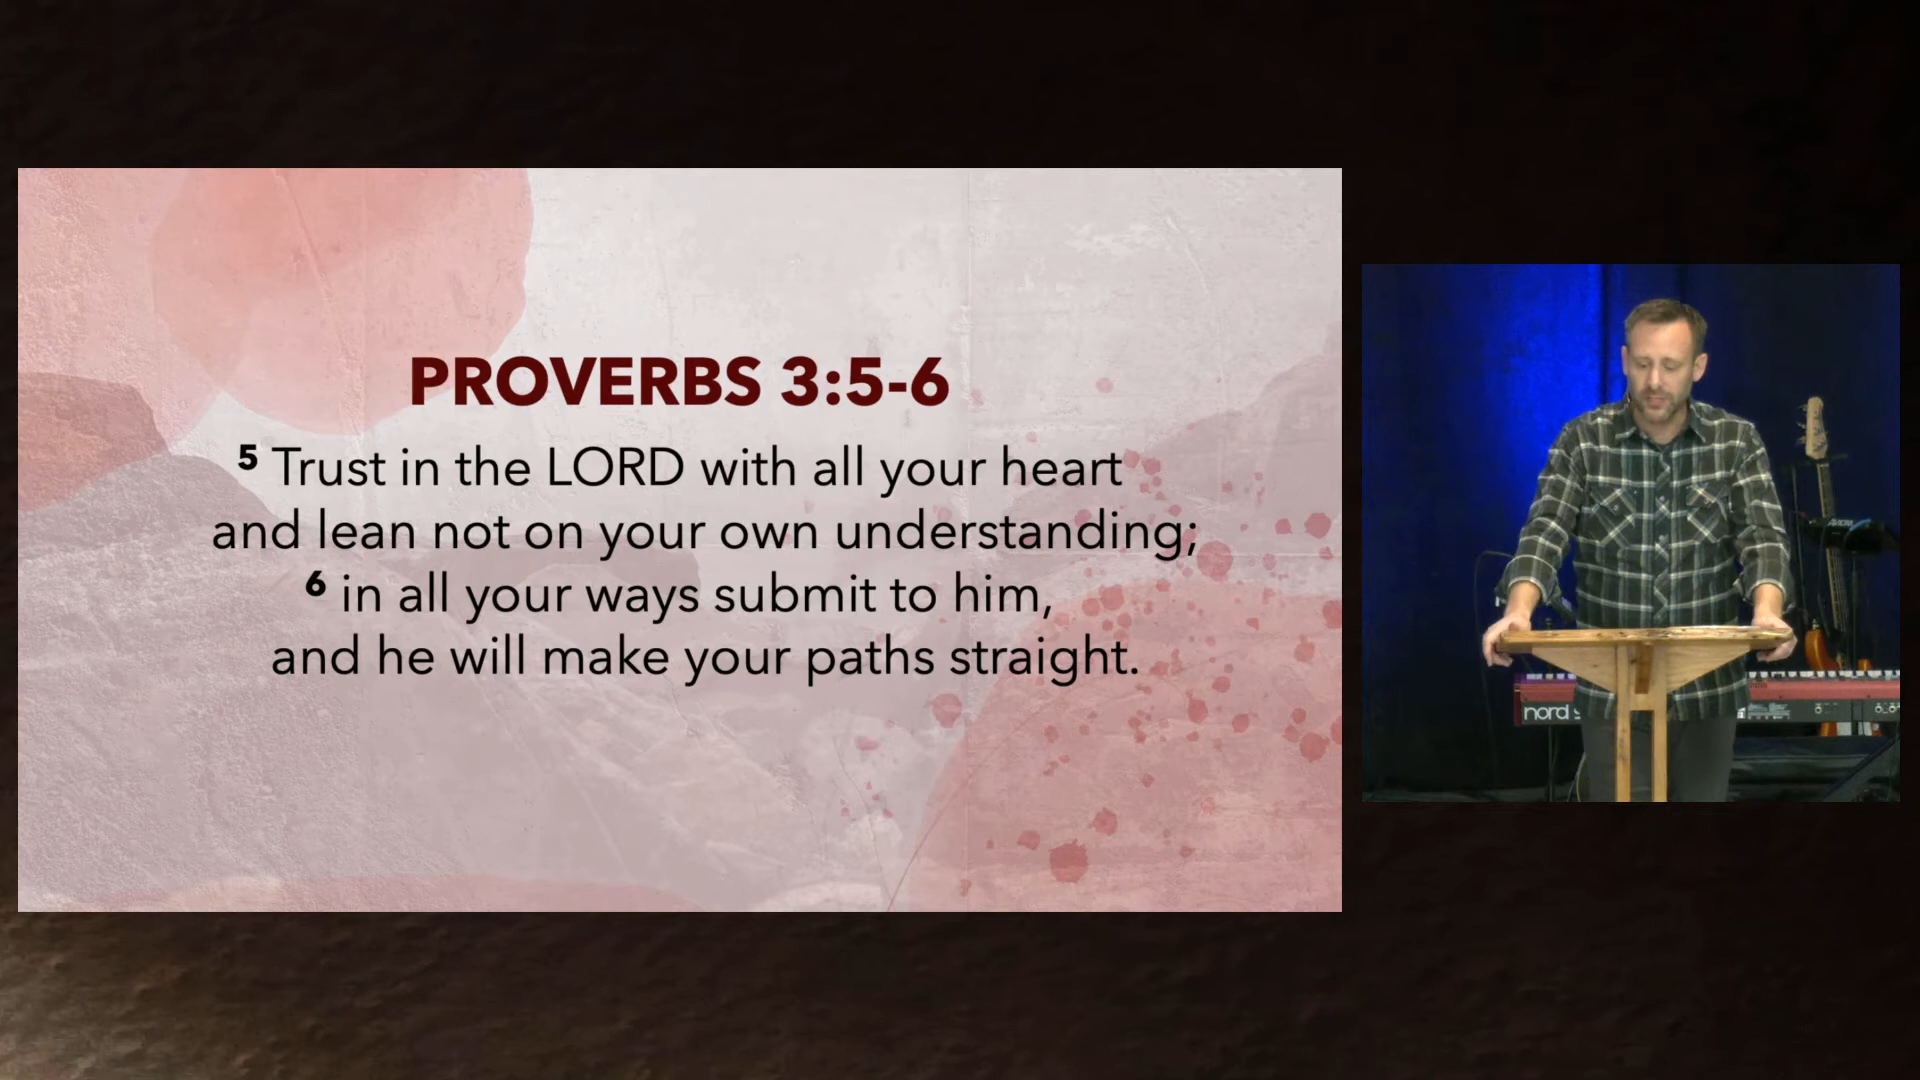 PROVERBS 3:5-6
5 Trust in the LORD with all your heart
and lean not on your own understanding;
6 in all your ways submit to him,
and he will make your paths straight.
nord